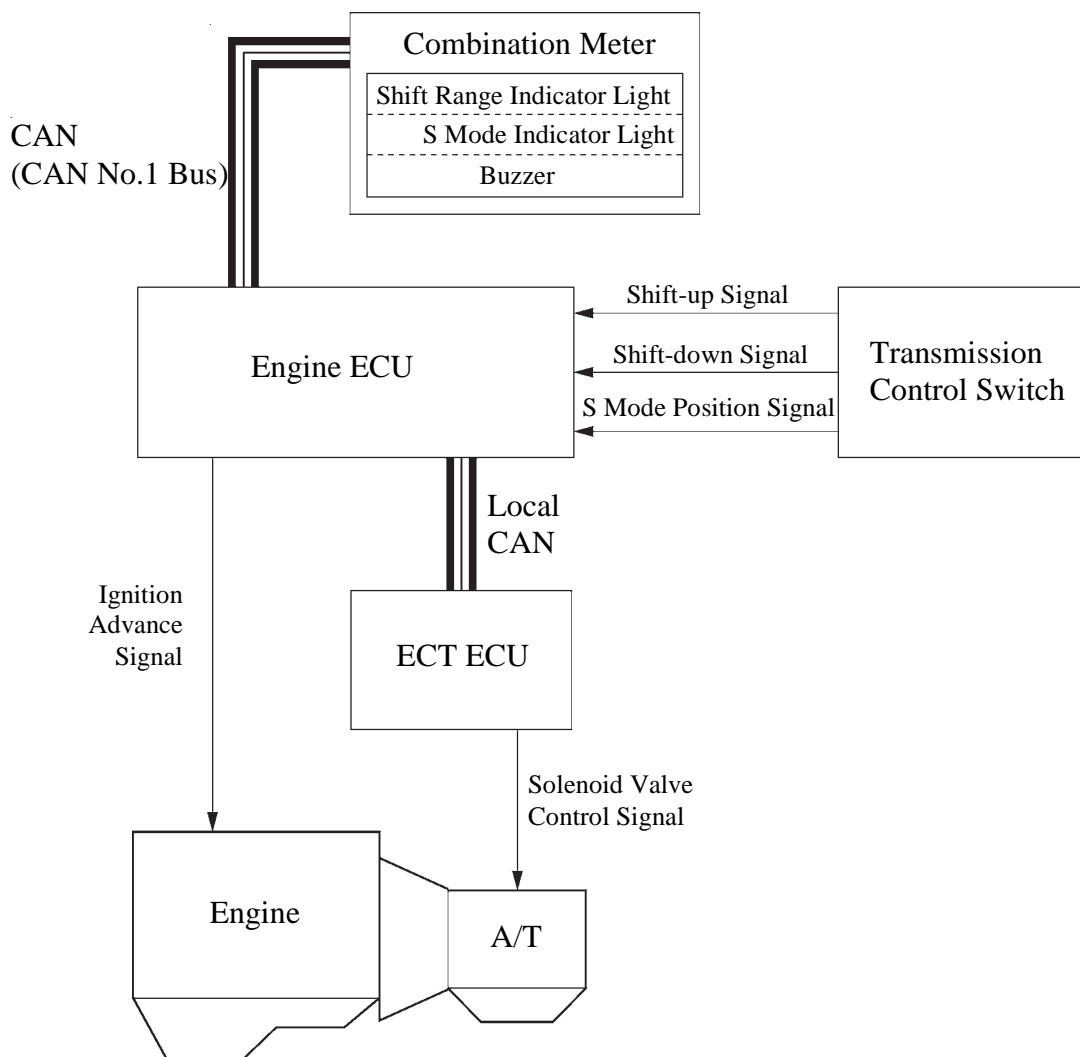 Combination Meter
Shift Range Indicator Light
S Mode Indicator Light
Buzzer
CAN
(CAN No.1 Bus)
Engine ECU
Shift-up Signal
Shift-down Signal
S Mode Position Signal
Transmission
Control Switch
Local
CAN
Ignition
Advance
Signal
ECT ECU
Solenoid Valve
Control Signal
Engine
A/T